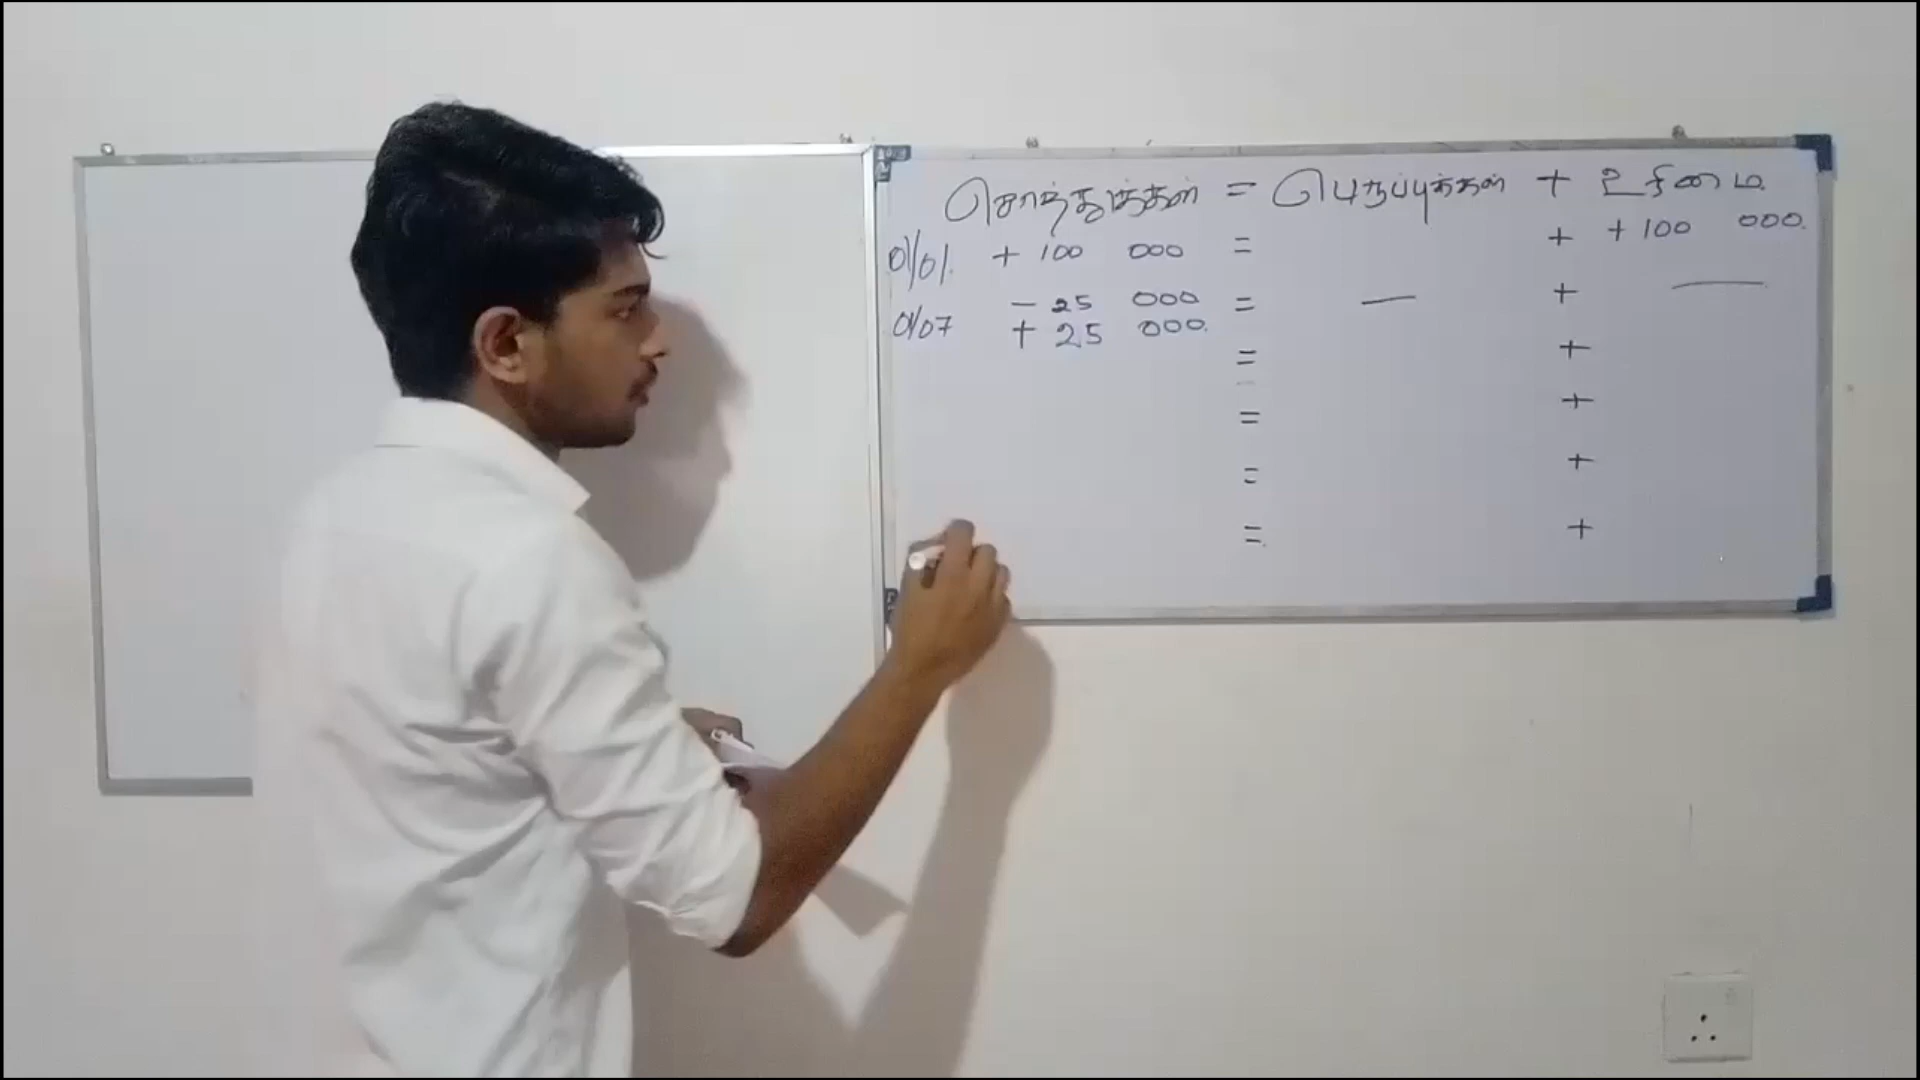 சொத்துக்கள் = பொறுப்புக்கள் + உரிமை
01/01. + 100 000 = + + 100 000.
- 25 000 = — + —
01/07 + 25 000.
= +
= +
= +
= +